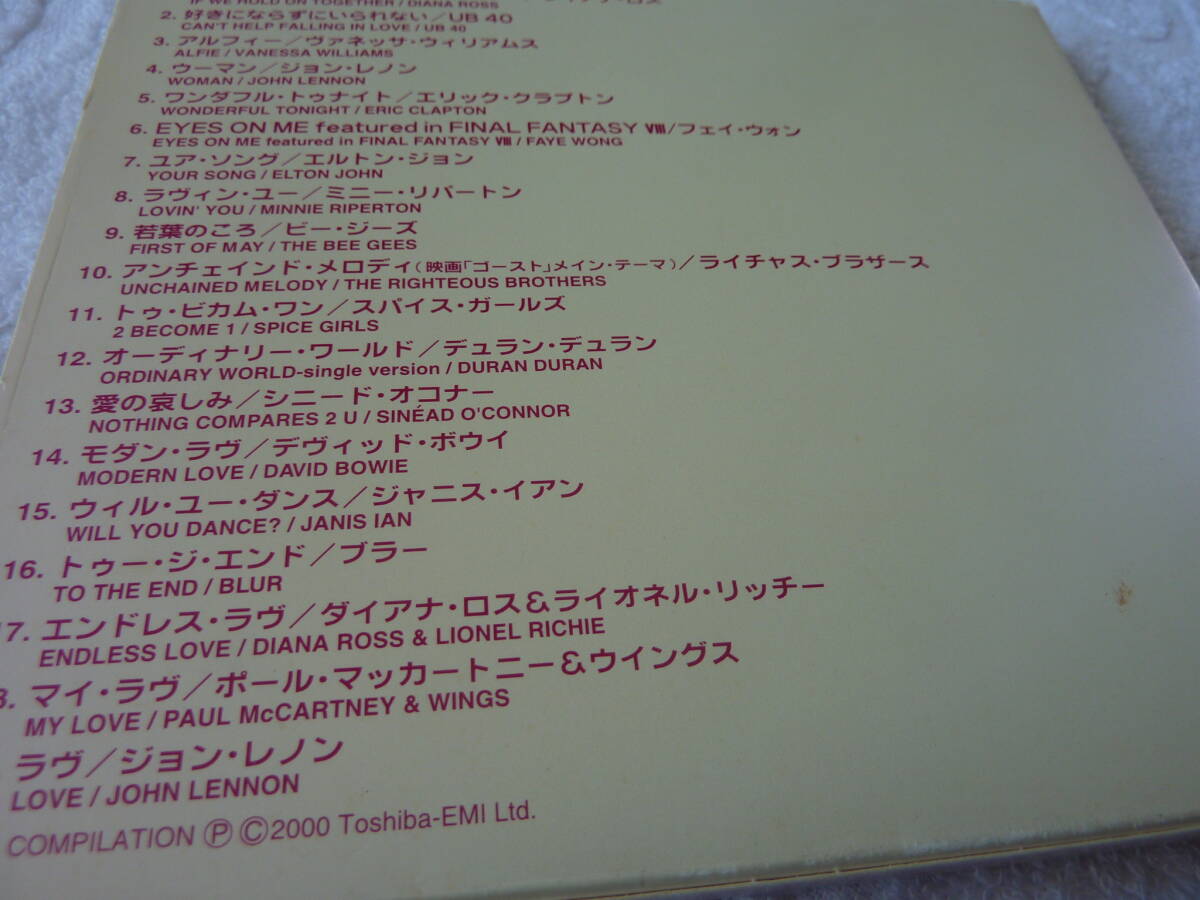 IF WE HOLD ON TOGETHER / DIANA ROSS
2. 好きにならずにいられない／UB 40
CAN'T HELP FALLING IN LOVE / UB 40
3. アルフィー／ヴァネッサ・ウィリアムス
ALFIE / VANESSA WILLIAMS
4. ウーマン／ジョン・レノン
WOMAN / JOHN LENNON
5. ワンダフル・トゥナイト／エリック・クラプトン
WONDERFUL TONIGHT / ERIC CLAPTON
6. EYES ON ME featured in FINAL FANTASY Ⅷ／フェイ・ウォン
EYES ON ME featured in FINAL FANTASY Ⅷ / FAYE WONG
7. ユア・ソング／エルトン・ジョン
YOUR SONG / ELTON JOHN
8. ラヴィン・ユー／ミニー・リパートン
LOVIN' YOU / MINNIE RIPERTON
9. 若葉のころ／ビー・ジーズ
FIRST OF MAY / THE BEE GEES
10. アンチェインド・メロディ（映画「ゴースト」メイン・テーマ）／ライチャス・ブラザース
UNCHAINED MELODY / THE RIGHTEOUS BROTHERS
11. トゥ・ビカム・ワン／スパイス・ガールズ
2 BECOME 1 / SPICE GIRLS
12. オーディナリー・ワールド／デュラン・デュラン
ORDINARY WORLD-single version / DURAN DURAN
13. 愛の哀しみ／シニード・オコナー
NOTHING COMPARES 2 U / SINÉAD O'CONNOR
14. モダン・ラヴ／デヴィッド・ボウイ
MODERN LOVE / DAVID BOWIE
15. ウィル・ユー・ダンス／ジャニス・イアン
WILL YOU DANCE? / JANIS IAN
16. トゥー・ジ・エンド／ブラー
TO THE END / BLUR
17. エンドレス・ラヴ／ダイアナ・ロス＆ライオネル・リッチー
ENDLESS LOVE / DIANA ROSS & LIONEL RICHIE
8. マイ・ラヴ／ポール・マッカートニー＆ウイングス
MY LOVE / PAUL McCARTNEY & WINGS
ラヴ／ジョン・レノン
LOVE / JOHN LENNON
COMPILATION Ⓟ Ⓒ2000 Toshiba-EMI Ltd.